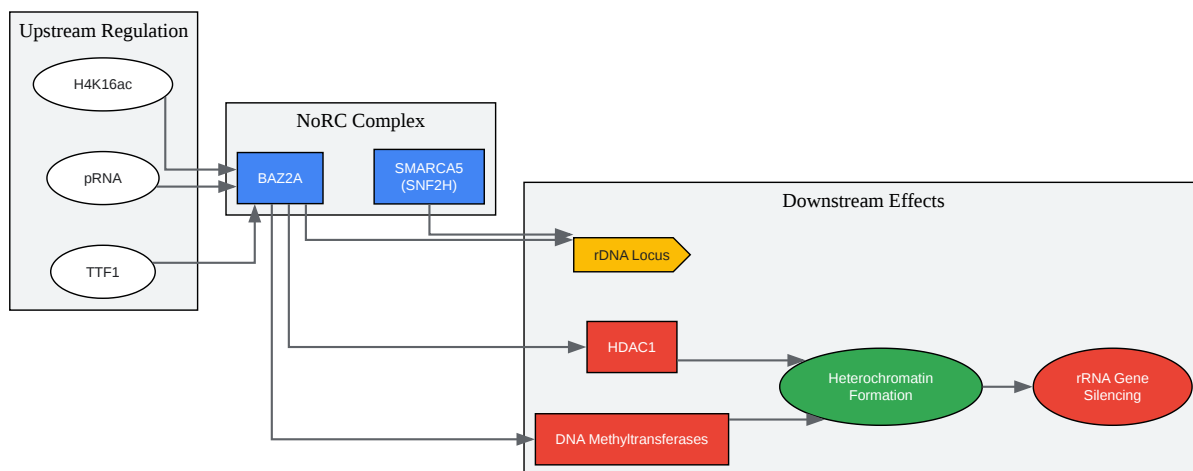 Upstream Regulation
H4K16ac
pRNA
TTF1
NoRC Complex
BAZ2A
SMARCA5
(SNF2H)
Downstream Effects
rDNA Locus
HDAC1
DNA Methyltransferases
Heterochromatin
Formation
rRNA Gene
Silencing